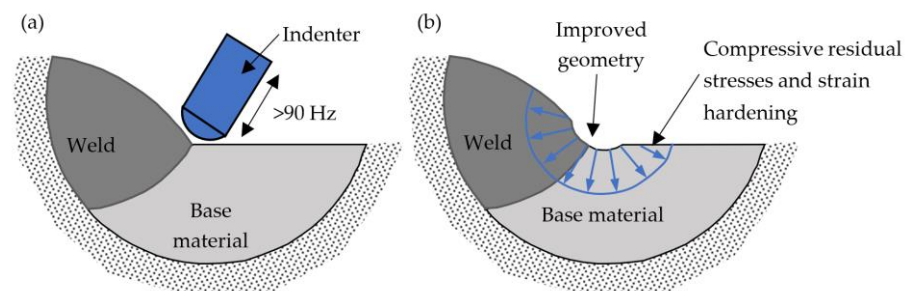 (a)
Indenter
>90 Hz
Weld
Base
material
(b)
Improved
geometry
Compressive residual
stresses and strain
hardening
Weld
Base material